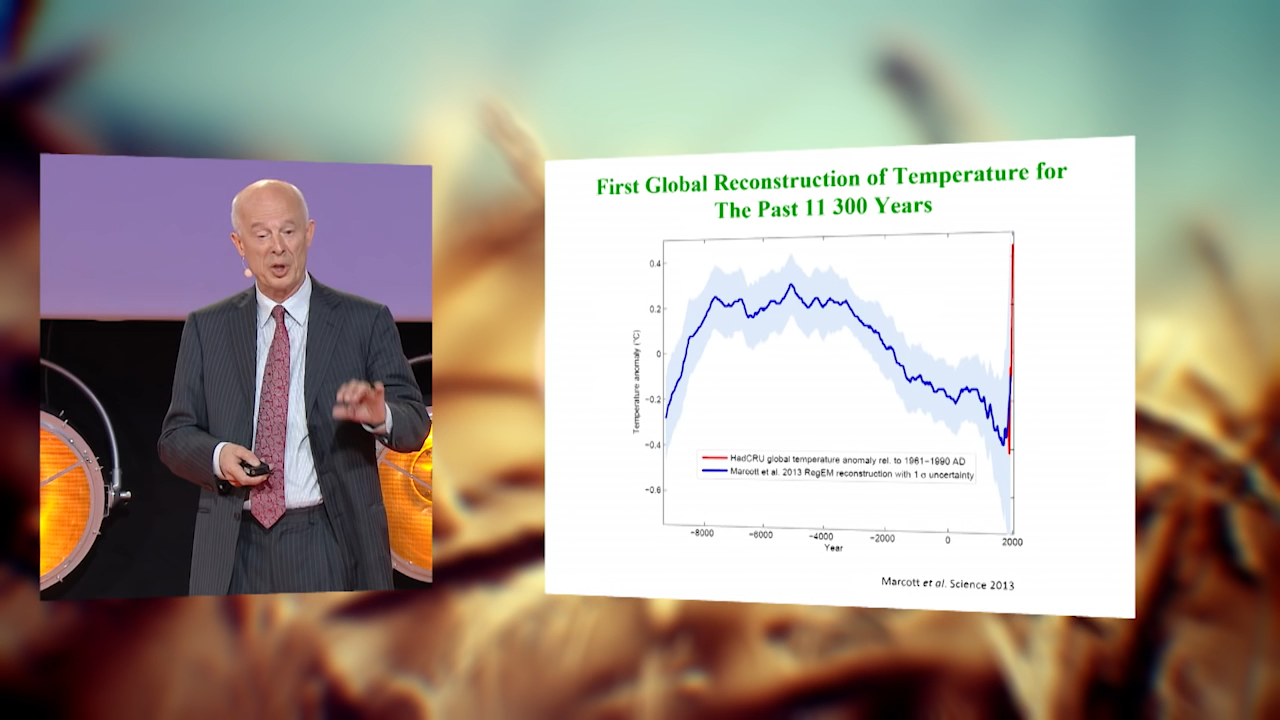 First Global Reconstruction of Temperature for
The Past 11 300 Years
0.4
0.2
0
−0.2
−0.4
−0.6
Temperature anomaly (°C)
HadCRU global temperature anomaly rel. to 1961−1990 AD
Marcott et al. 2013 RegEM reconstruction with 1 σ uncertainty
−8000 −6000 −4000 −2000 0 2000
Year
Marcott et al. Science 2013